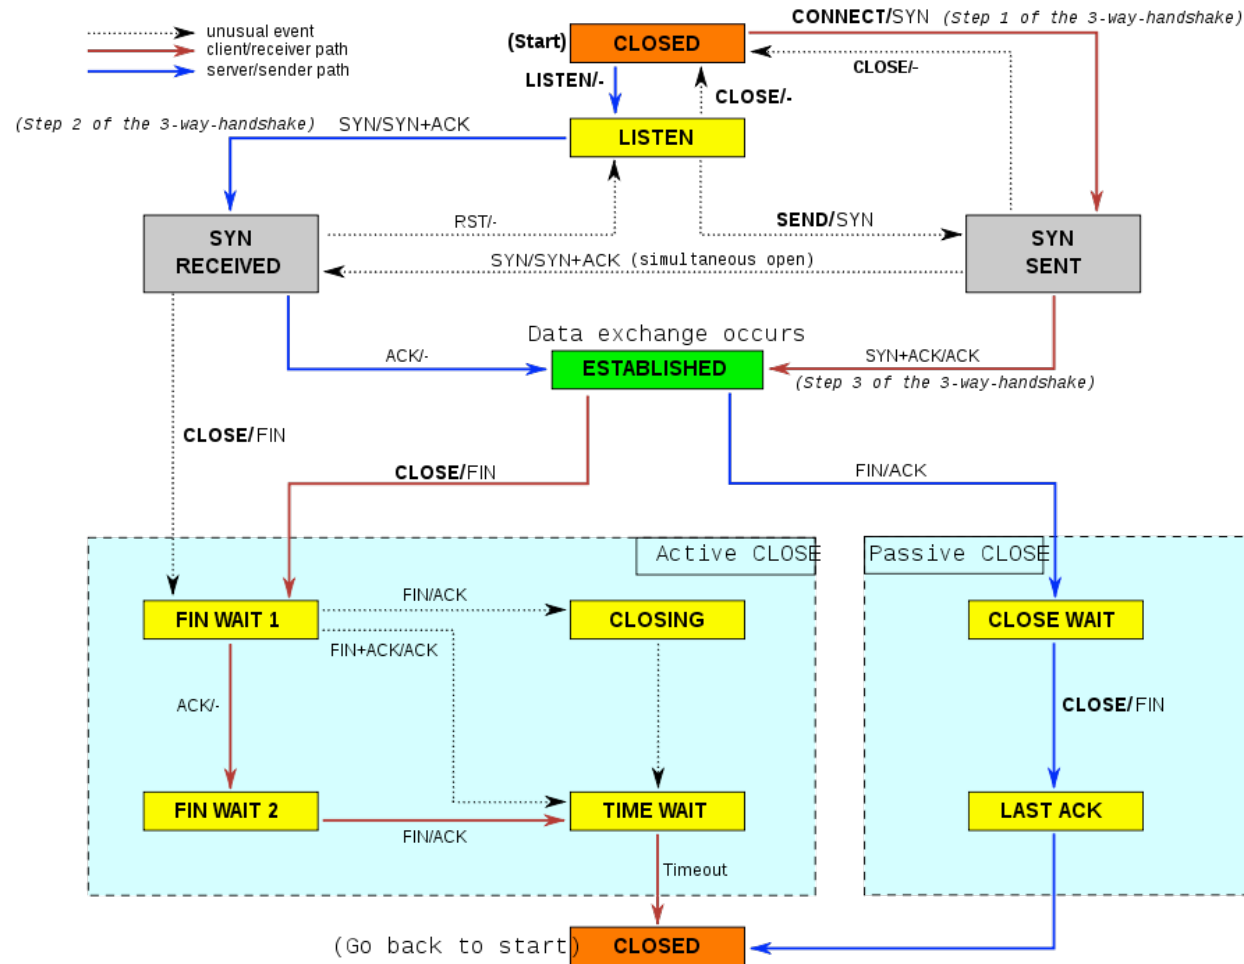 CONNECT/SYN (Step 1 of the 3-way-handshake)
unusual event
client/receiver path
server/sender path
(Start)
CLOSED
CLOSE/-
LISTEN/-
CLOSE/-
(Step 2 of the 3-way-handshake)
SYN/SYN+ACK
LISTEN
RST/-
SEND/SYN
SYN
RECEIVED
SYN
SENT
SYN/SYN+ACK (simultaneous open)
Data exchange occurs
ACK/-
ESTABLISHED
SYN+ACK/ACK
(Step 3 of the 3-way-handshake)
CLOSE/FIN
CLOSE/FIN
FIN/ACK
Active CLOSE
Passive CLOSE
FIN WAIT 1
FIN/ACK
CLOSING
CLOSE WAIT
FIN+ACK/ACK
ACK/-
CLOSE/FIN
FIN WAIT 2
FIN/ACK
TIME WAIT
LAST ACK
Timeout
(Go back to start)
CLOSED